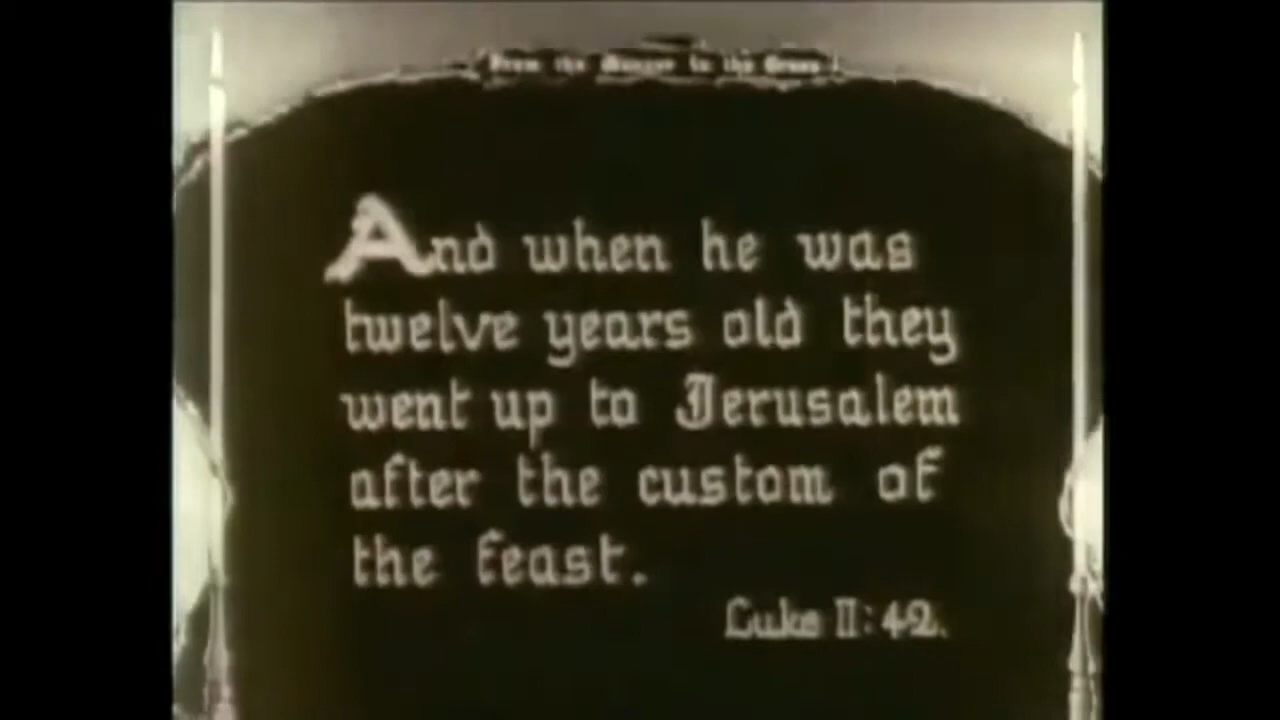 From the Manger to the Cross
And when he was
twelve years old they
went up to Jerusalem
after the custom of
the feast.
Luke II:42.